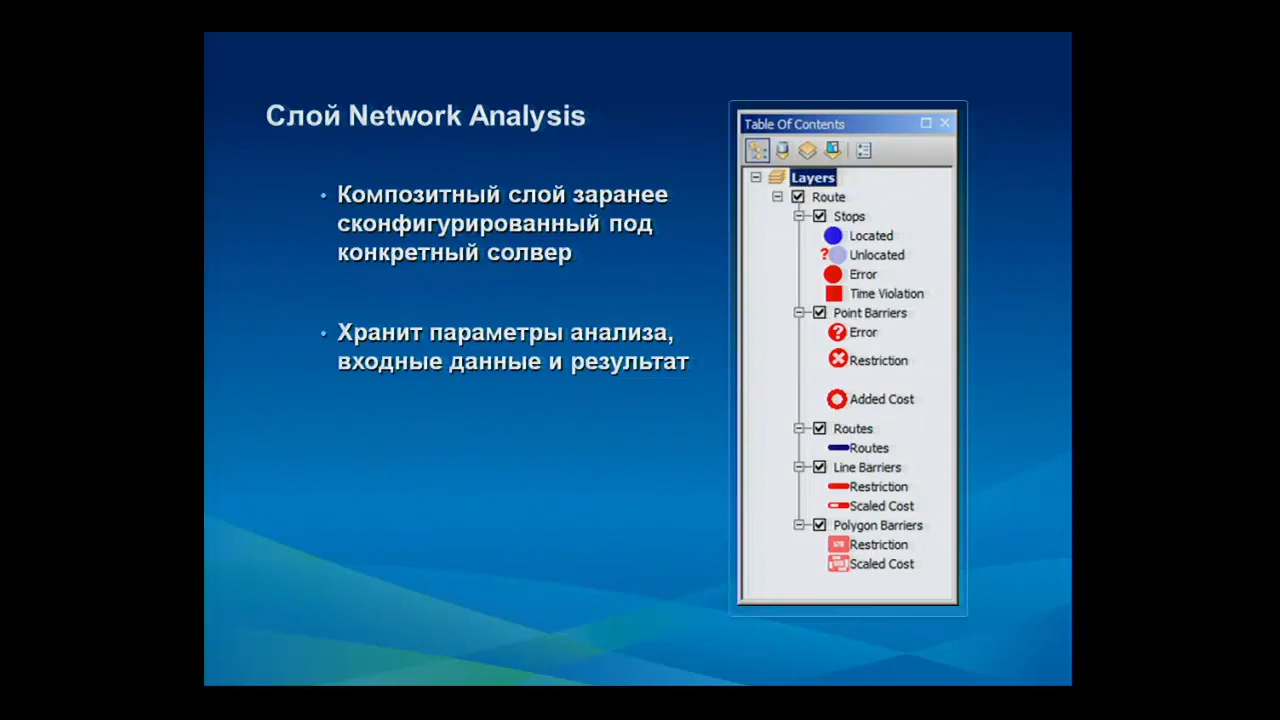 Слой Network Analysis
• Композитный слой заранее
сконфигурированный под
конкретный солвер
• Хранит параметры анализа,
входные данные и результат
Table Of Contents
Layers
Route
Stops
Located
? Unlocated
Error
Time Violation
Point Barriers
? Error
Restriction
Added Cost
Routes
Routes
Line Barriers
Restriction
Scaled Cost
Polygon Barriers
Restriction
Scaled Cost